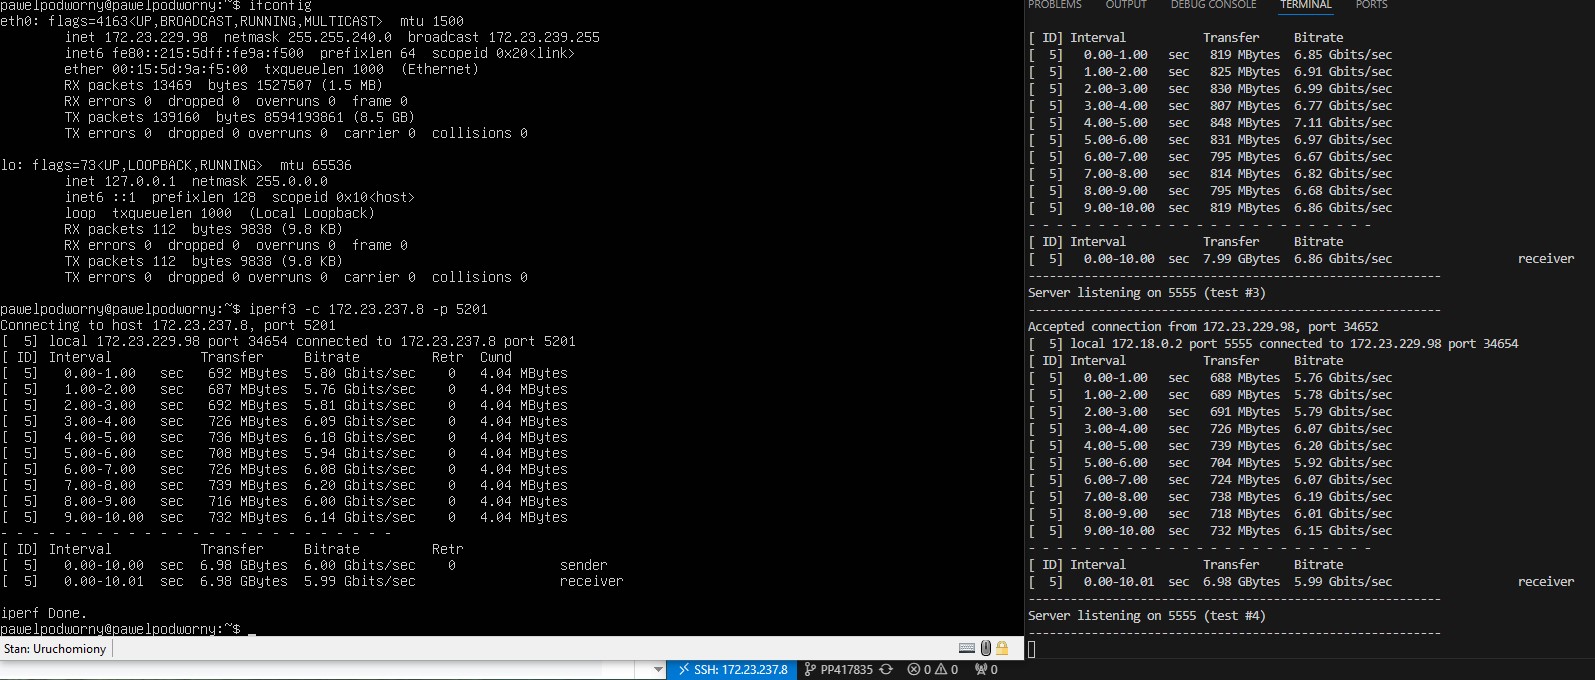 pawelpodworny@pawelpodworny:~$ ifconfig
eth0: flags=4163<UP,BROADCAST,RUNNING,MULTICAST>  mtu 1500
inet 172.23.229.98  netmask 255.255.240.0  broadcast 172.23.239.255
inet6 fe80::215:5dff:fe9a:f500  prefixlen 64  scopeid 0x20<link>
ether 00:15:5d:9a:f5:00  txqueuelen 1000  (Ethernet)
RX packets 13469  bytes 1527507 (1.5 MB)
RX errors 0  dropped 0  overruns 0  frame 0
TX packets 139160  bytes 8594193861 (8.5 GB)
TX errors 0  dropped 0 overruns 0  carrier 0  collisions 0
lo: flags=73<UP,LOOPBACK,RUNNING>  mtu 65536
inet 127.0.0.1  netmask 255.0.0.0
inet6 ::1  prefixlen 128  scopeid 0x10<host>
loop  txqueuelen 1000  (Local Loopback)
RX packets 112  bytes 9838 (9.8 KB)
RX errors 0  dropped 0  overruns 0  frame 0
TX packets 112  bytes 9838 (9.8 KB)
TX errors 0  dropped 0 overruns 0  carrier 0  collisions 0
pawelpodworny@pawelpodworny:~$ iperf3 -c 172.23.237.8 -p 5201
Connecting to host 172.23.237.8, port 5201
[  5] local 172.23.229.98 port 34654 connected to 172.23.237.8 port 5201
[ ID] Interval           Transfer     Bitrate         Retr  Cwnd
[  5]   0.00-1.00   sec   692 MBytes  5.80 Gbits/sec    0   4.04 MBytes
[  5]   1.00-2.00   sec   687 MBytes  5.76 Gbits/sec    0   4.04 MBytes
[  5]   2.00-3.00   sec   692 MBytes  5.81 Gbits/sec    0   4.04 MBytes
[  5]   3.00-4.00   sec   726 MBytes  6.09 Gbits/sec    0   4.04 MBytes
[  5]   4.00-5.00   sec   736 MBytes  6.18 Gbits/sec    0   4.04 MBytes
[  5]   5.00-6.00   sec   708 MBytes  5.94 Gbits/sec    0   4.04 MBytes
[  5]   6.00-7.00   sec   726 MBytes  6.08 Gbits/sec    0   4.04 MBytes
[  5]   7.00-8.00   sec   739 MBytes  6.20 Gbits/sec    0   4.04 MBytes
[  5]   8.00-9.00   sec   716 MBytes  6.00 Gbits/sec    0   4.04 MBytes
[  5]   9.00-10.00  sec   732 MBytes  6.14 Gbits/sec    0   4.04 MBytes
- - - - - - - - - - - - - - - - - - - - - - - - -
[ ID] Interval           Transfer     Bitrate         Retr
[  5]   0.00-10.00  sec  6.98 GBytes  6.00 Gbits/sec    0             sender
[  5]   0.00-10.01  sec  6.98 GBytes  5.99 Gbits/sec                  receiver
iperf Done.
pawelpodworny@pawelpodworny:~$ _
Stan: Uruchomiony
PROBLEMS OUTPUT DEBUG CONSOLE TERMINAL PORTS
[ ID] Interval           Transfer     Bitrate
[  5]   0.00-1.00   sec   819 MBytes  6.85 Gbits/sec
[  5]   1.00-2.00   sec   825 MBytes  6.91 Gbits/sec
[  5]   2.00-3.00   sec   830 MBytes  6.99 Gbits/sec
[  5]   3.00-4.00   sec   807 MBytes  6.77 Gbits/sec
[  5]   4.00-5.00   sec   848 MBytes  7.11 Gbits/sec
[  5]   5.00-6.00   sec   831 MBytes  6.97 Gbits/sec
[  5]   6.00-7.00   sec   795 MBytes  6.67 Gbits/sec
[  5]   7.00-8.00   sec   814 MBytes  6.82 Gbits/sec
[  5]   8.00-9.00   sec   795 MBytes  6.68 Gbits/sec
[  5]   9.00-10.00  sec   819 MBytes  6.86 Gbits/sec
- - - - - - - - - - - - - - - - - - - - - - - - -
[ ID] Interval           Transfer     Bitrate
[  5]   0.00-10.00  sec  7.99 GBytes  6.86 Gbits/sec                  receiver
-----------------------------------------------------------
Server listening on 5555 (test #3)
-----------------------------------------------------------
Accepted connection from 172.23.229.98, port 34652
[  5] local 172.18.0.2 port 5555 connected to 172.23.229.98 port 34654
[ ID] Interval           Transfer     Bitrate
[  5]   0.00-1.00   sec   688 MBytes  5.76 Gbits/sec
[  5]   1.00-2.00   sec   689 MBytes  5.78 Gbits/sec
[  5]   2.00-3.00   sec   691 MBytes  5.79 Gbits/sec
[  5]   3.00-4.00   sec   726 MBytes  6.07 Gbits/sec
[  5]   4.00-5.00   sec   739 MBytes  6.20 Gbits/sec
[  5]   5.00-6.00   sec   704 MBytes  5.92 Gbits/sec
[  5]   6.00-7.00   sec   724 MBytes  6.07 Gbits/sec
[  5]   7.00-8.00   sec   738 MBytes  6.19 Gbits/sec
[  5]   8.00-9.00   sec   718 MBytes  6.01 Gbits/sec
[  5]   9.00-10.00  sec   732 MBytes  6.15 Gbits/sec
- - - - - - - - - - - - - - - - - - - - - - - - -
[ ID] Interval           Transfer     Bitrate
[  5]   0.00-10.01  sec  6.98 GBytes  5.99 Gbits/sec                  receiver
-----------------------------------------------------------
Server listening on 5555 (test #4)
-----------------------------------------------------------
SSH: 172.23.237.8 PP417835 0 0 0